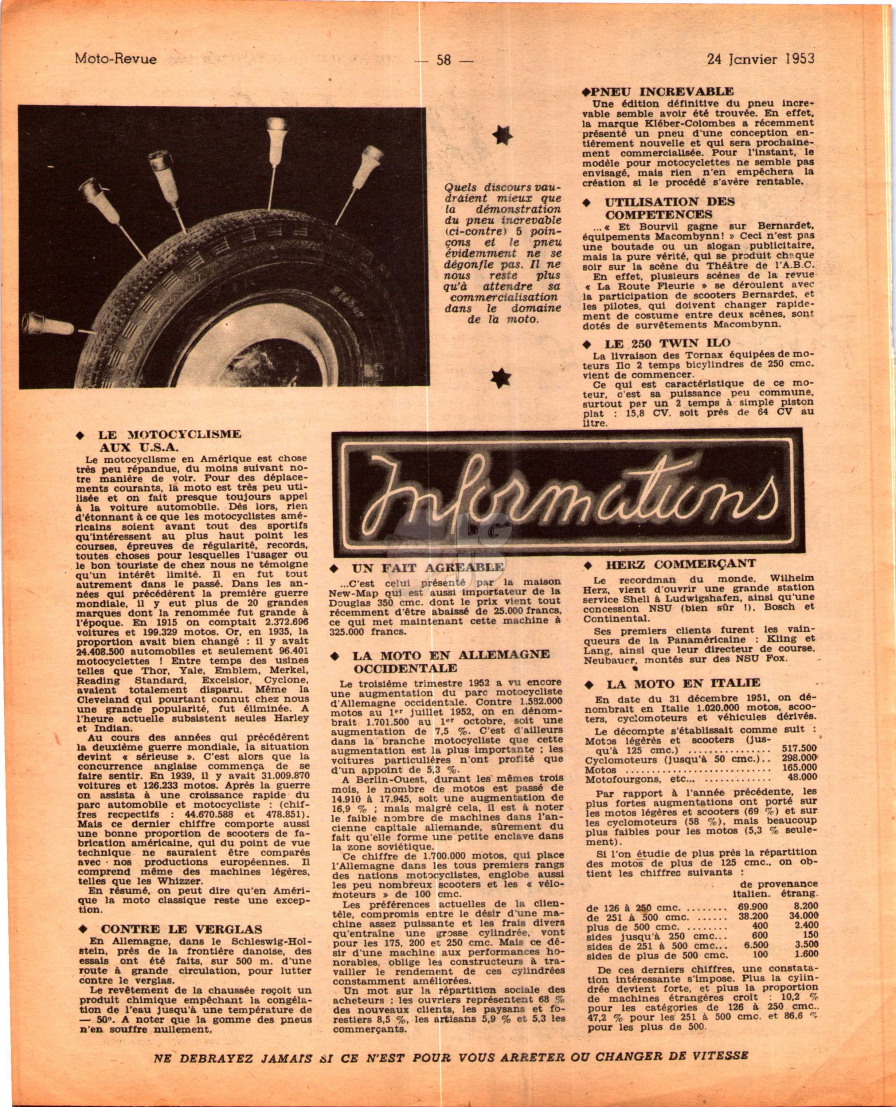 Moto-Revue
— 58 —
24 Janvier 1953
Quels discours vau-
draient mieux que
la démonstration
du pneu increvable
(ci-contre) 5 poin-
çons et le pneu
évidemment ne se
dégonfle pas. Il ne
nous reste plus
qu'à attendre sa
commercialisation
dans le domaine
de la moto.
♦PNEU INCREVABLE
Une édition définitive du pneu incre-
vable semble avoir été trouvée. En effet,
la marque Kléber-Colombes a récemment
présenté un pneu d'une conception en-
tièrement nouvelle et qui sera prochaine-
ment commercialisée. Pour l'instant, le
modèle pour motocyclettes ne semble pas
envisagé, mais rien n'en empêchera la
création si le procédé s'avère rentable.
♦ UTILISATION DES
COMPETENCES
...« Et Bourvil gagne sur Bernardet,
équipements Macombynn! » Ceci n'est pas
une boutade ou un slogan publicitaire,
mais la pure vérité, qui se produit chaque
soir sur la scène du Théâtre de l'A.B.C.
En effet, plusieurs scènes de la revue
« La Route Fleurie » se déroulent avec
la participation de scooters Bernardet, et
les pilotes, qui doivent changer rapide-
ment de costume entre deux scènes, sont
dotés de survêtements Macombynn.
♦ LE 250 TWIN ILO
La livraison des Tornax équipées de mo-
teurs Ilo 2 temps bicylindres de 250 cmc.
vient de commencer.
Ce qui est caractéristique de ce mo-
teur, c'est sa puissance peu commune,
surtout par un 2 temps à simple piston
plat : 15,8 CV. soit près de 64 CV au
litre.
♦ LE MOTOCYCLISME
AUX U.S.A.
Le motocyclisme en Amérique est chose
très peu répandue, du moins suivant no-
tre manière de voir. Pour des déplace-
ments courants, la moto est très peu uti-
lisée et on fait presque toujours appel
à la voiture automobile. Dès lors, rien
d'étonnant à ce que les motocyclistes amé-
ricains soient avant tout des sportifs
qu'intéressent au plus haut point les
courses, épreuves de régularité, records,
toutes choses pour lesquelles l'usager ou
le bon touriste de chez nous ne témoigne
qu'un intérêt limité. Il en fut tout
autrement dans le passé. Dans les an-
nées qui précédèrent la première guerre
mondiale, il y eut plus de 20 grandes
marques dont la renommée fut grande à
l'époque. En 1915 on comptait 2.372.696
voitures et 199.329 motos. Or, en 1935, la
proportion avait bien changé : il y avait
24.408.500 automobiles et seulement 96.401
motocyclettes ! Entre temps des usines
telles que Thor, Yale, Emblem, Merkel,
Reading Standard, Excelsior, Cyclone,
avaient totalement disparu. Même la
Cleveland qui pourtant connut chez nous
une grande popularité, fut éliminée. A
l'heure actuelle subsistent seules Harley
et Indian.
Au cours des années qui précédèrent
la deuxième guerre mondiale, la situation
devint « sérieuse ». C'est alors que la
concurrence anglaise commença de se
faire sentir. En 1939, il y avait 31.009.870
voitures et 126.233 motos. Après la guerre
on assista à une croissance rapide du
parc automobile et motocycliste : (chif-
fres recpectifs : 44.670.588 et 478.851).
Mais ce dernier chiffre comporte aussi
une bonne proportion de scooters de fa-
brication américaine, qui du point de vue
technique ne sauraient être comparés
avec nos productions européennes. Il
comprend même des machines légères,
telles que les Whizzer.
En résumé, on peut dire qu'en Améri-
que la moto classique reste une excep-
tion.
♦ CONTRE LE VERGLAS
En Allemagne, dans le Schleswig-Hol-
stein, près de la frontière danoise, des
essais ont été faits, sur 500 m. d'une
route à grande circulation, pour lutter
contre le verglas.
Le revêtement de la chaussée reçoit un
produit chimique empêchant la congéla-
tion de l'eau jusqu'à une température de
— 50°. A noter que la gomme des pneus
n'en souffre nullement.
Informations
♦ UN FAIT AGREABLE
...C'est celui présenté par la maison
New-Map qui est aussi importateur de la
Douglas 350 cmc. dont le prix vient tout
récemment d'être abaissé de 25.000 francs,
ce qui met maintenant cette machine à
325.000 francs.
♦ LA MOTO EN ALLEMAGNE
OCCIDENTALE
Le troisième trimestre 1952 a vu encore
une augmentation du parc motocycliste
d'Allemagne occidentale. Contre 1.582.000
motos au 1er juillet 1952, on en dénom-
brait 1.701.500 au 1er octobre, soit une
augmentation de 7,5 %. C'est d'ailleurs
dans la branche motocycliste que cette
augmentation est la plus importante ; les
voitures particulières n'ont profité que
d'un appoint de 5,3 %.
A Berlin-Ouest, durant les mêmes trois
mois, le nombre de motos est passé de
14.910 à 17.945, soit une augmentation de
16,9 % ; mais malgré cela, il est à noter
le faible nombre de machines dans l'an-
cienne capitale allemande, sûrement du
fait qu'elle forme une petite enclave dans
la zone soviétique.
Ce chiffre de 1.700.000 motos, qui place
l'Allemagne dans les tous premiers rangs
des nations motocyclistes, englobe aussi
les peu nombreux scooters et les « vélo-
moteurs » de 100 cmc.
Les préférences actuelles de la clien-
tèle, compromis entre le désir d'une ma-
chine assez puissante et les frais divers
qu'entraîne une grosse cylindrée, vont
pour les 175, 200 et 250 cmc. Mais ce dé-
sir d'une machine aux performances ho-
norables, oblige les constructeurs à tra-
vailler le rendement de ces cylindrées
constamment améliorées.
Un mot sur la répartition sociale des
acheteurs : les ouvriers représentent 68 %
des nouveaux clients, les paysans et fo-
restiers 8,5 %, les artisans 5,9 % et 5,3 les
commerçants.
♦ HERZ COMMERÇANT
Le recordman du monde, Wilhelm
Herz, vient d'ouvrir une grande station
service Shell à Ludwigshafen, ainsi qu'une
concession NSU (bien sûr !), Bosch et
Continental.
Ses premiers clients furent les vain-
queurs de la Panaméricaine : Kling et
Lang, ainsi que leur directeur de course.
Neubauer, montés sur des NSU Fox.
♦ LA MOTO EN ITALIE
En date du 31 décembre 1951, on dé-
nombrait en Italie 1.020.000 motos, scoo-
ters, cyclomoteurs et véhicules dérivés.
Le décompte s'établissait comme suit :
Motos légères et scooters (jus-
qu'à 125 cmc.) ................ 517.500
Cyclomoteurs (jusqu'à 50 cmc.).. 298.000
Motos ........................ 165.000
Motofourgons, etc... ............ 48.000
Par rapport à l'année précédente, les
plus fortes augmentations ont porté sur
les motos légères et scooters (69 %) et sur
les cyclomoteurs (58 %), mais beaucoup
plus faibles pour les motos (5,3 % seule-
ment).
Si l'on étudie de plus près la répartition
des motos de plus de 125 cmc., on ob-
tient les chiffres suivants :
de provenance
italien. étrang.
de 126 à 250 cmc. ........ 69.900 8.200
de 251 à 500 cmc. ...... 38.200 34.000
plus de 500 cmc. ........ 400 2.400
sides jusqu'à 250 cmc... 600 150
sides de 251 à 500 cmc... 6.500 3.500
sides de plus de 500 cmc. 100 1.600
De ces derniers chiffres, une constata-
tion intéressante s'impose. Plus la cylin-
drée devient forte, et plus la proportion
de machines étrangères croît : 10,2 %
pour les catégories de 126 à 250 cmc..
47,2 % pour les 251 à 500 cmc. et 86,6 %
pour les plus de 500.
NE DEBRAYEZ JAMAIS SI CE N'EST POUR VOUS ARRETER OU CHANGER DE VITESSE